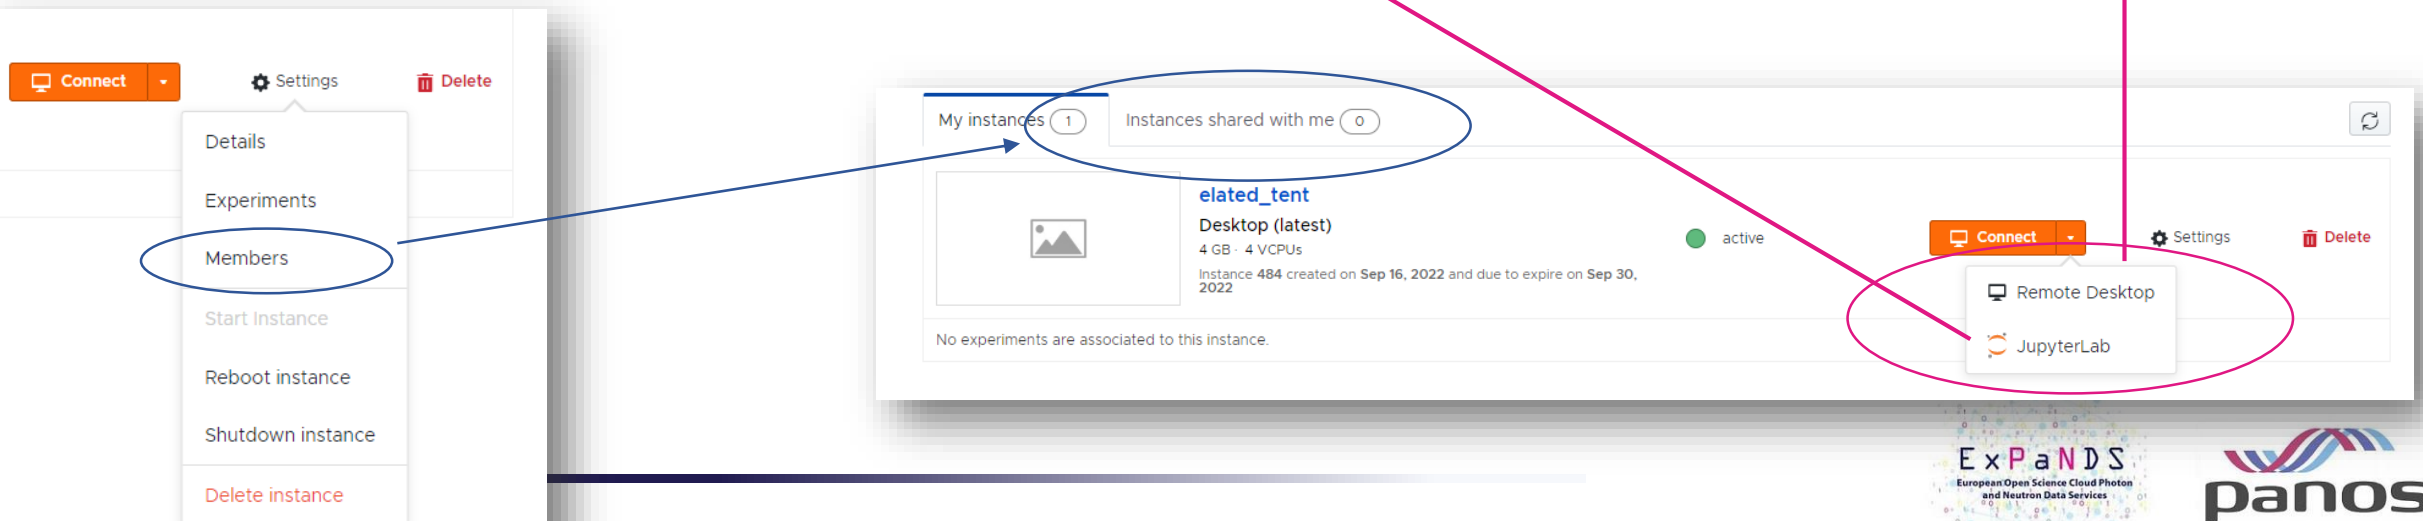 Connect
Settings
Delete
Details
Experiments
Members
Start Instance
Reboot instance
Shutdown instance
Delete instance
My instances 1
Instances shared with me 0
elated_tent
Desktop (latest)
4 GB · 4 VCPUs
Instance 484 created on Sep 16, 2022 and due to expire on Sep 30,
2022
active
Connect
Settings
Delete
Remote Desktop
JupyterLab
No experiments are associated to this instance.
ExPaNDS
European Open Science Cloud Photon
and Neutron Data Services
panos